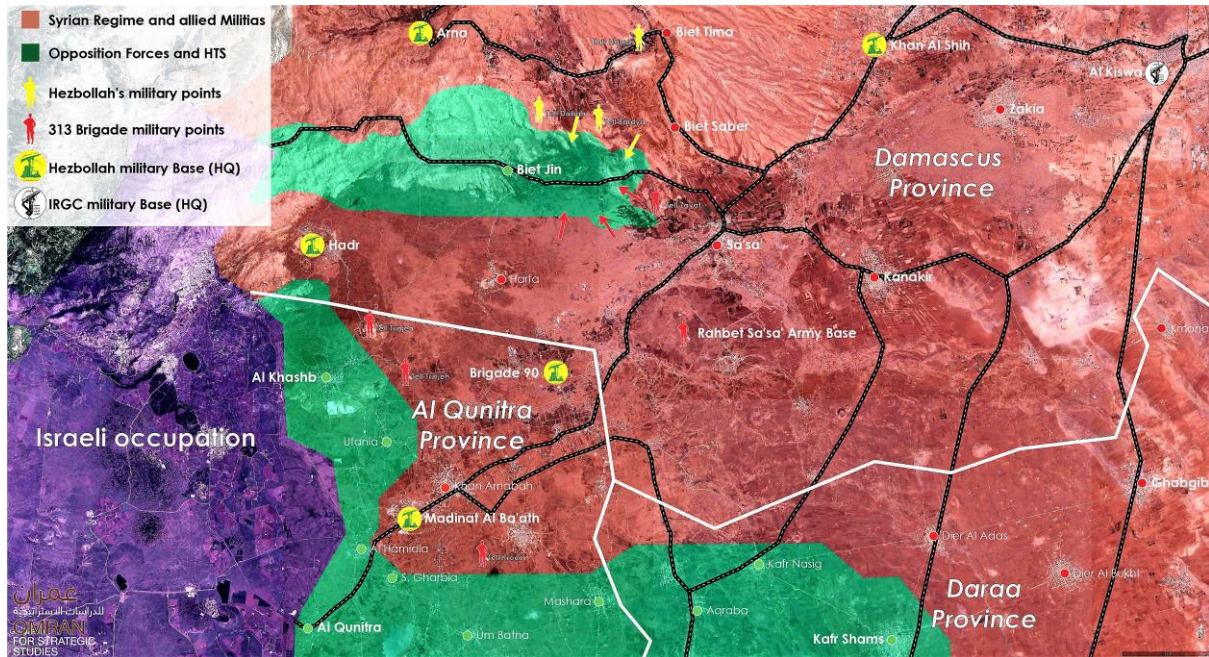 Syrian Regime and allied Militias
Opposition Forces and HTS
Hezbollah's military points
313 Brigade military points
Hezbollah military Base (HQ)
IRGC military Base (HQ)
Arna
Biet Tima
Khan Al Shih
Al Kiswa
Zakia
Biet Saber
Damascus
Province
Biet Jin
Hadr
Sa'sa'
Harfa
Kanakir
Rahbet Sa'sa' Army Base
Brigade 90
Al Khashb
Al Qunitra
Province
Israeli occupation
Ufania
Khan Arnabah
Ghabgib
Madinat Al Ba'ath
Al Hamidia
Dier Al Adas
S. Gharbia
Kafr Nasig
Dier Al Bukht
Mashara
Aqraba
Daraa
Province
Al Qunitra
Um Batna
Kafr Shams
عمران
للدراسات الاستراتيجية
OMRAN
FOR STRATEGIC
STUDIES